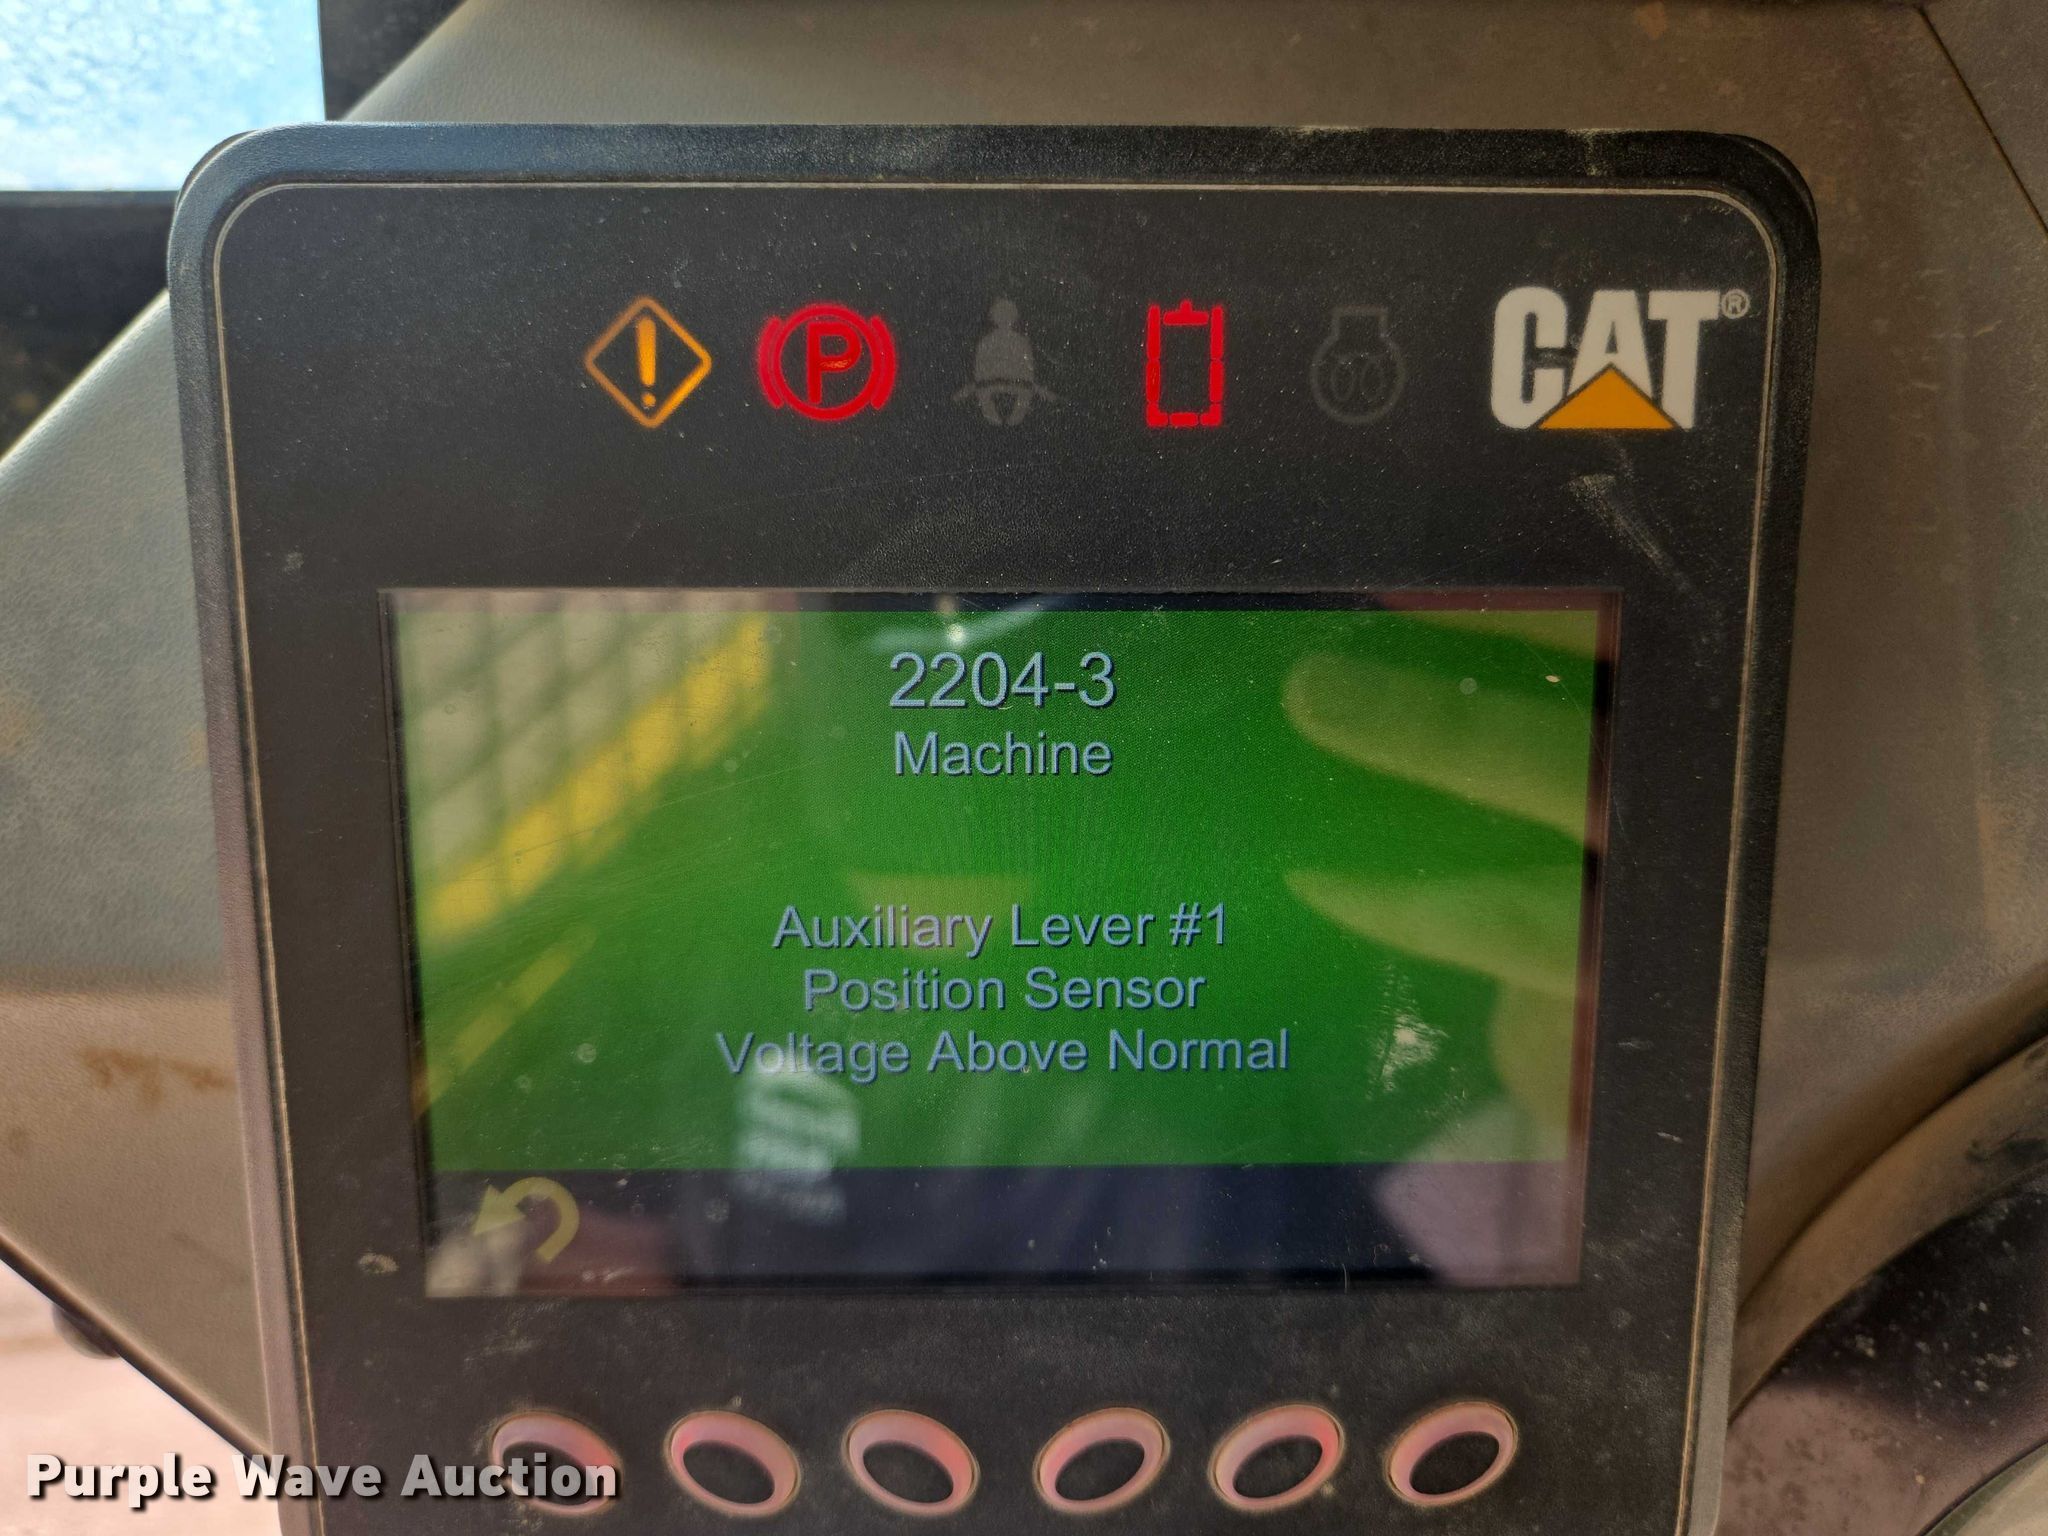 P
CAT®
2204-3
Machine
Auxiliary Lever #1
Position Sensor
Voltage Above Normal
Purple Wave Auction